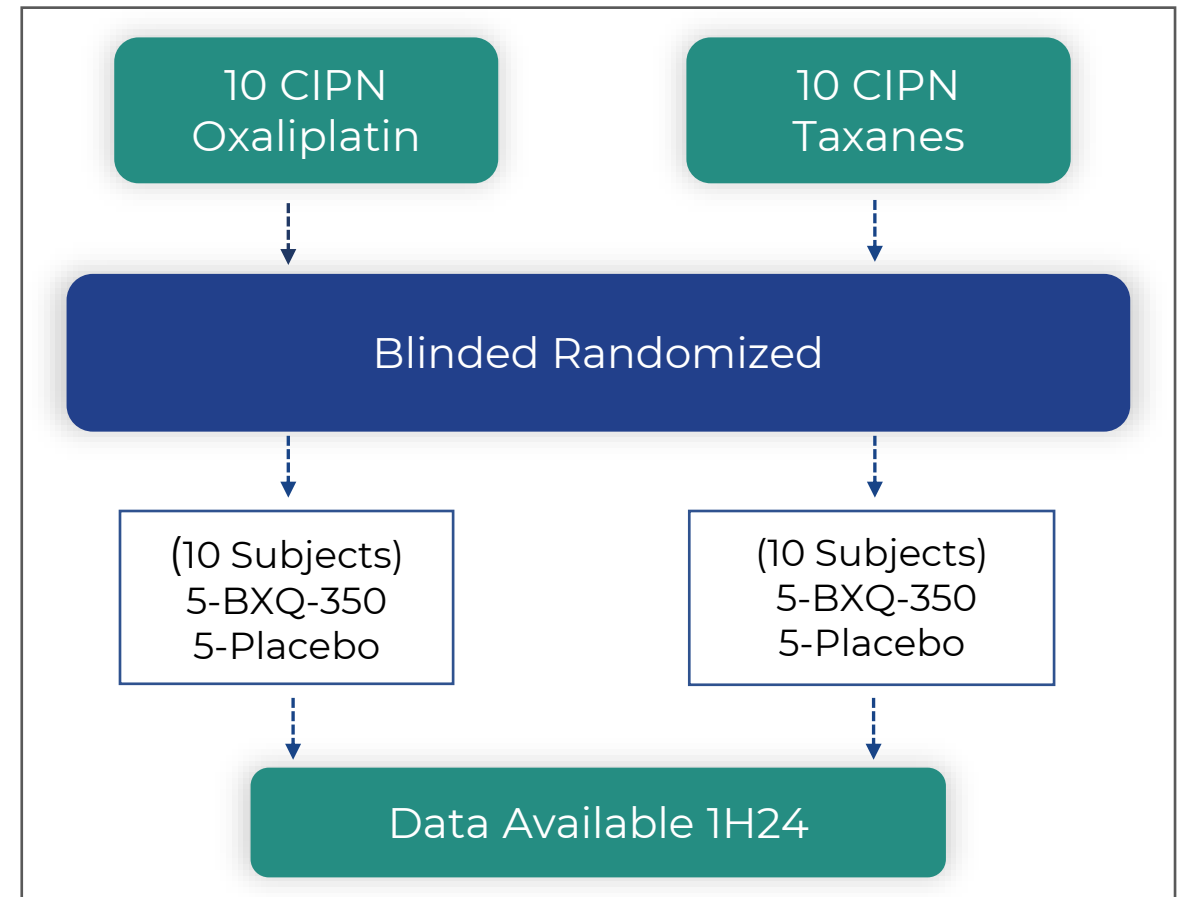 10 CIPN
Oxaliplatin
10 CIPN
Taxanes
Blinded Randomized
(10 Subjects)
5-BXQ-350
5-Placebo
(10 Subjects)
5-BXQ-350
5-Placebo
Data Available 1H24